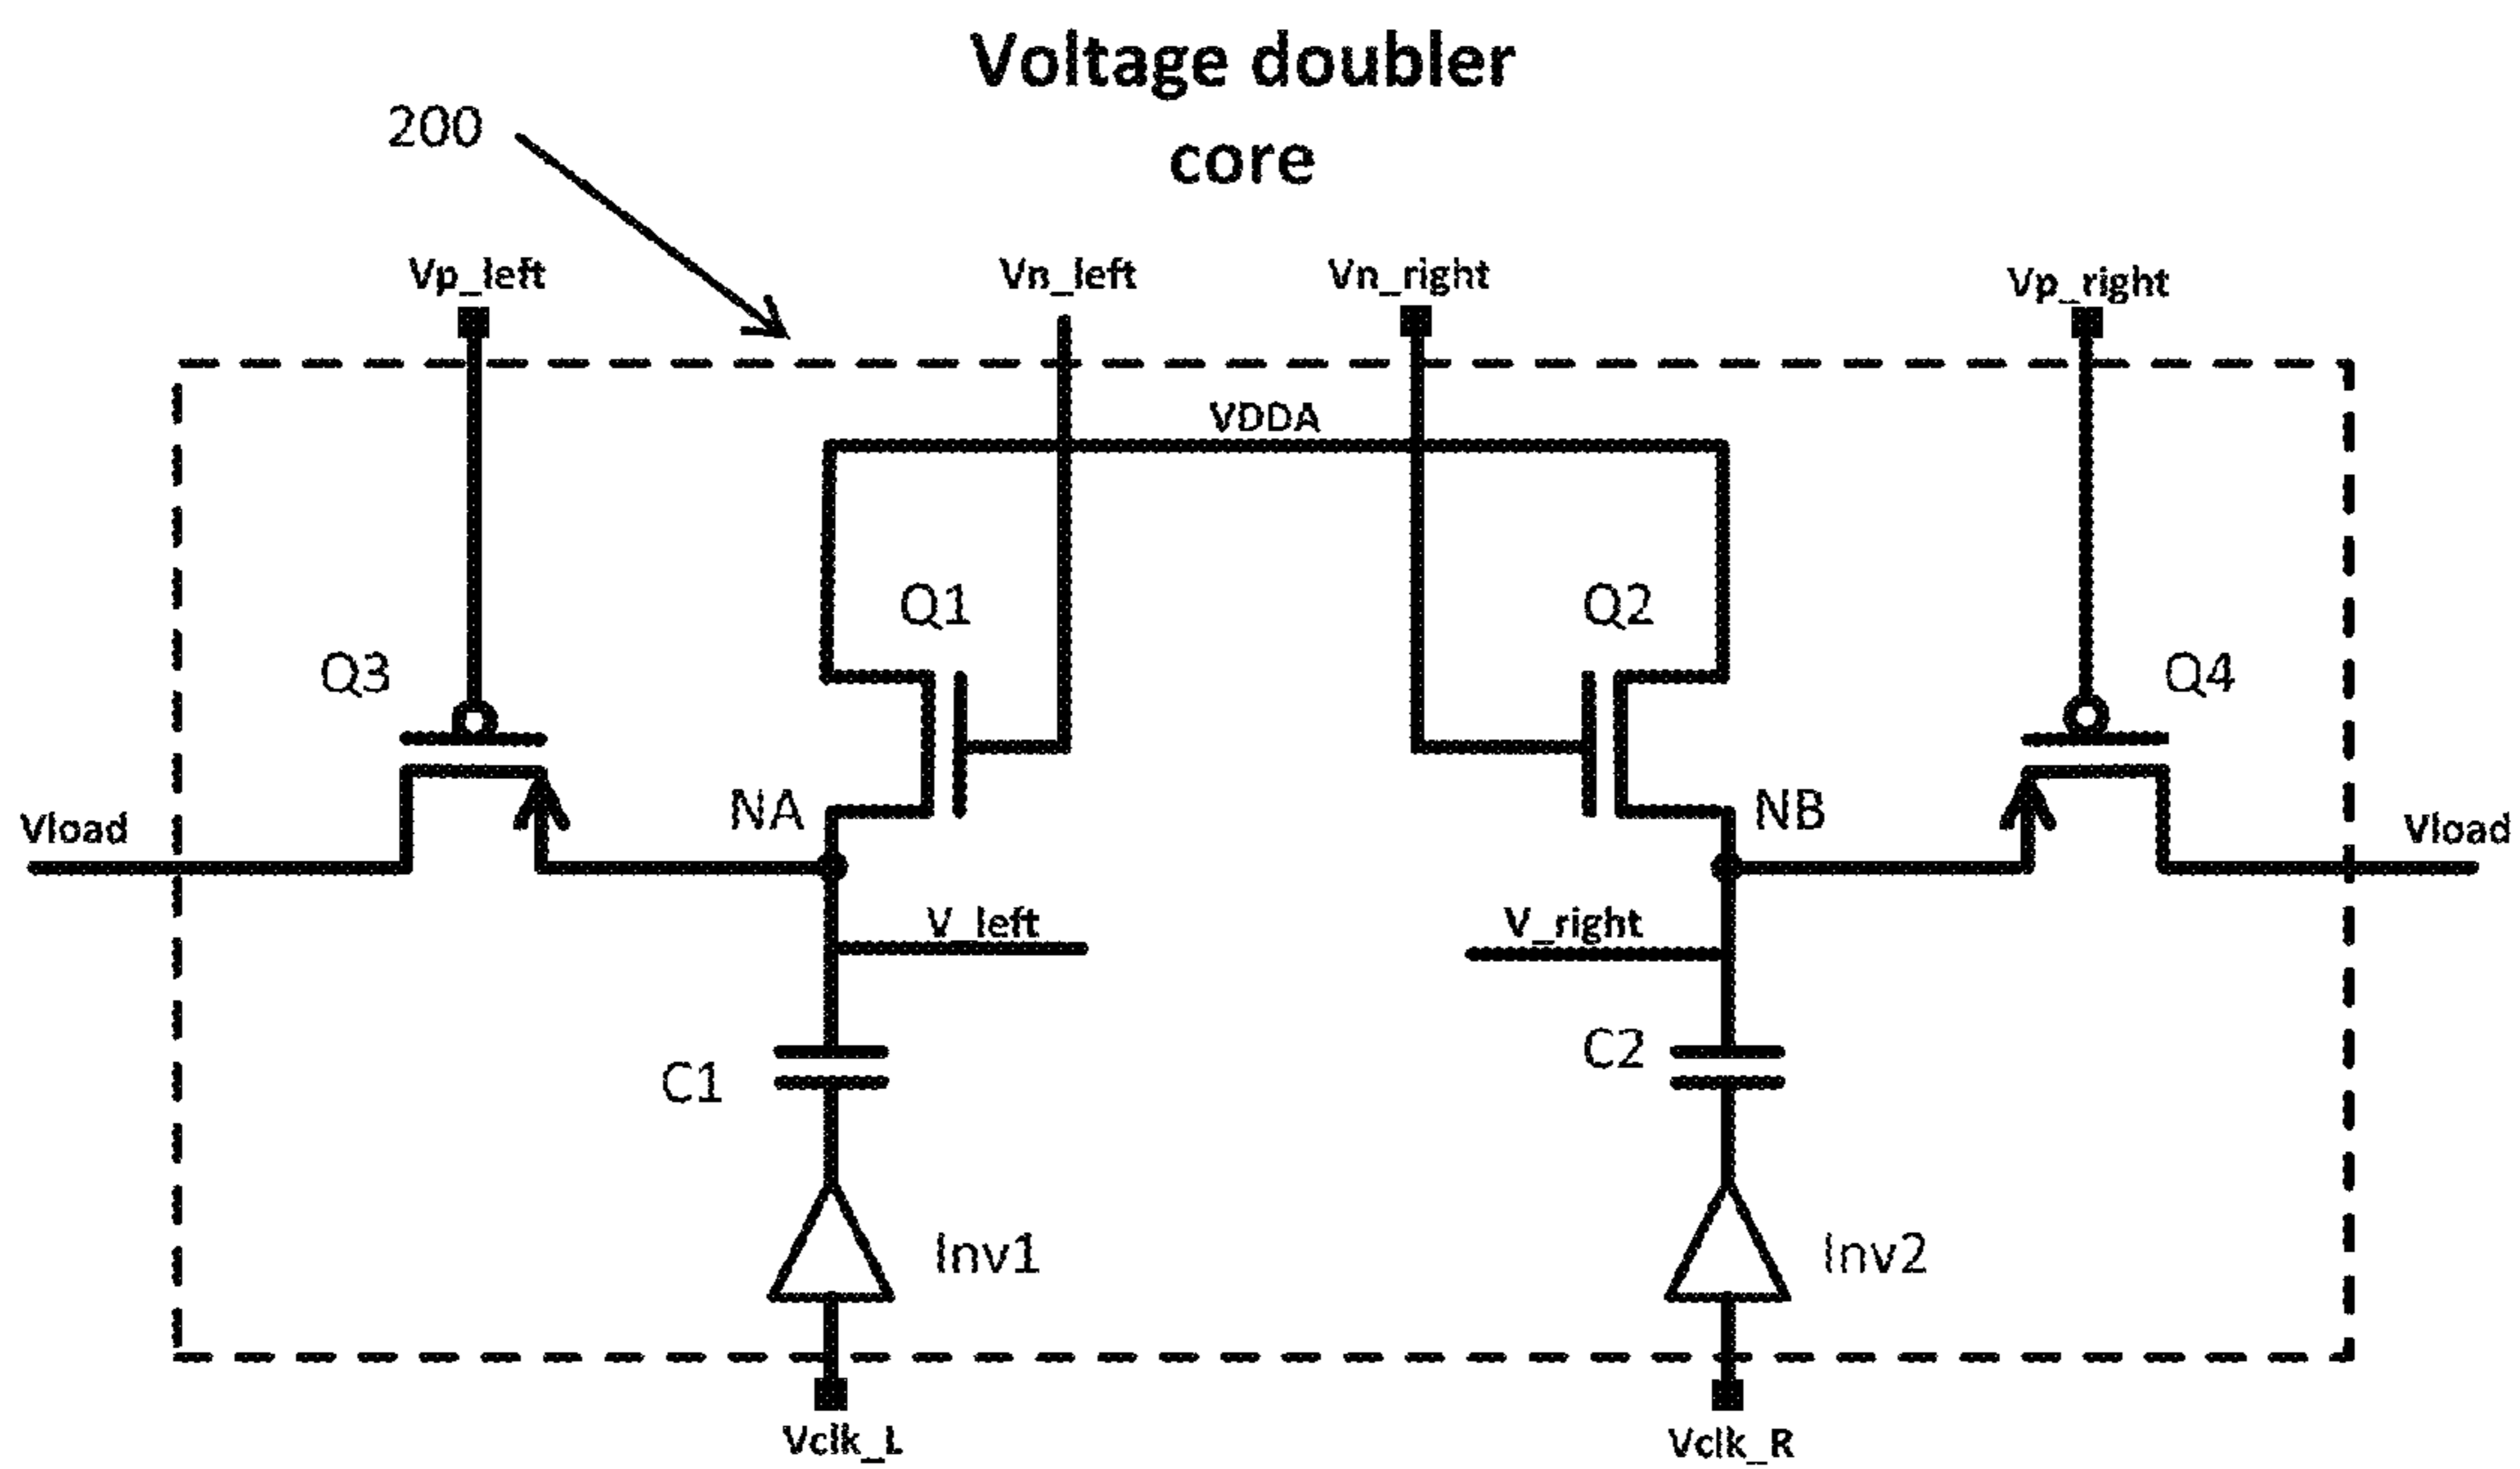 Voltage doubler
core
200
Vp_left
Vn_left
Vn_right
Vp_right
VDDA
Q1
Q2
Q3
Q4
NA
NB
Vload
Vload
V_left
V_right
C1
C2
Inv1
Inv2
Vclk_L
Vclk_R